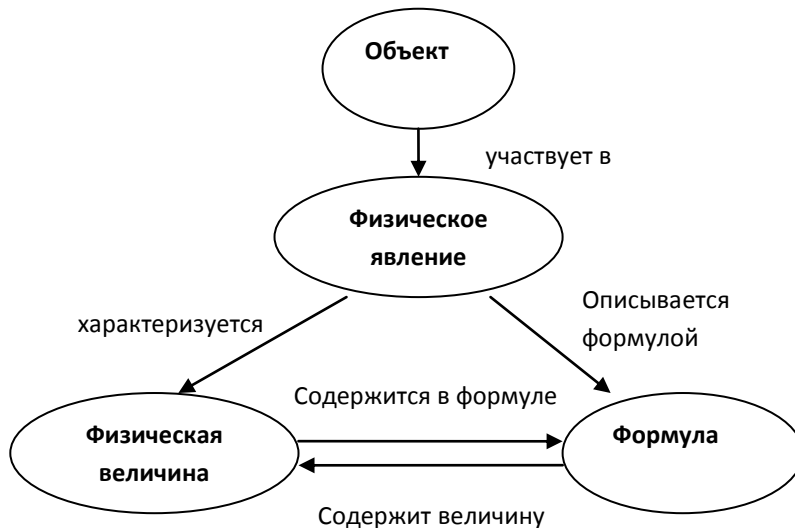 Объект
участвует в
Физическое
явление
характеризуется
Описывается
формулой
Содержится в формуле
Физическая
величина
Формула
Содержит величину